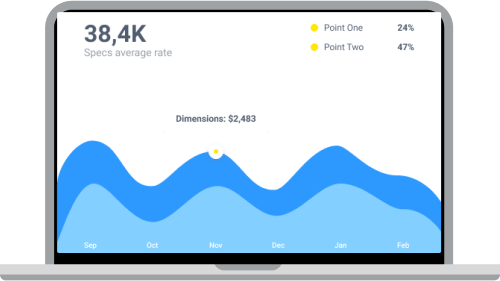 38,4K
Specs average rate
Point One 24%
Point Two 47%
Dimensions: $2,483
Sep Oct Nov Dec Jan Feb